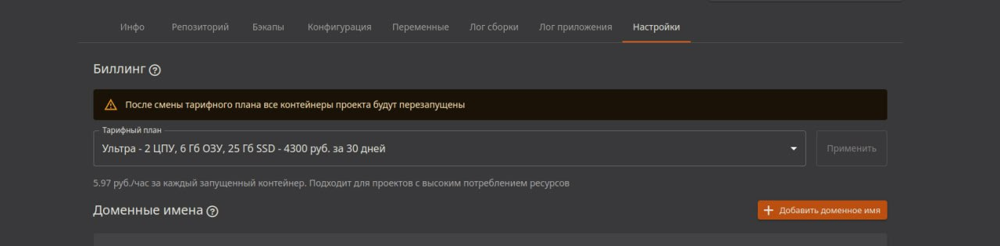 Инфо Репозиторий Бэкапы Конфигурация Переменные Лог сборки Лог приложения Настройки
Биллинг ?
После смены тарифного плана все контейнеры проекта будут перезапущены
Тарифный план
Ультра - 2 ЦПУ, 6 Гб ОЗУ, 25 Гб SSD - 4300 руб. за 30 дней Применить
5.97 руб./час за каждый запущенный контейнер. Подходит для проектов с высоким потреблением ресурсов
Доменные имена ? + Добавить доменное имя